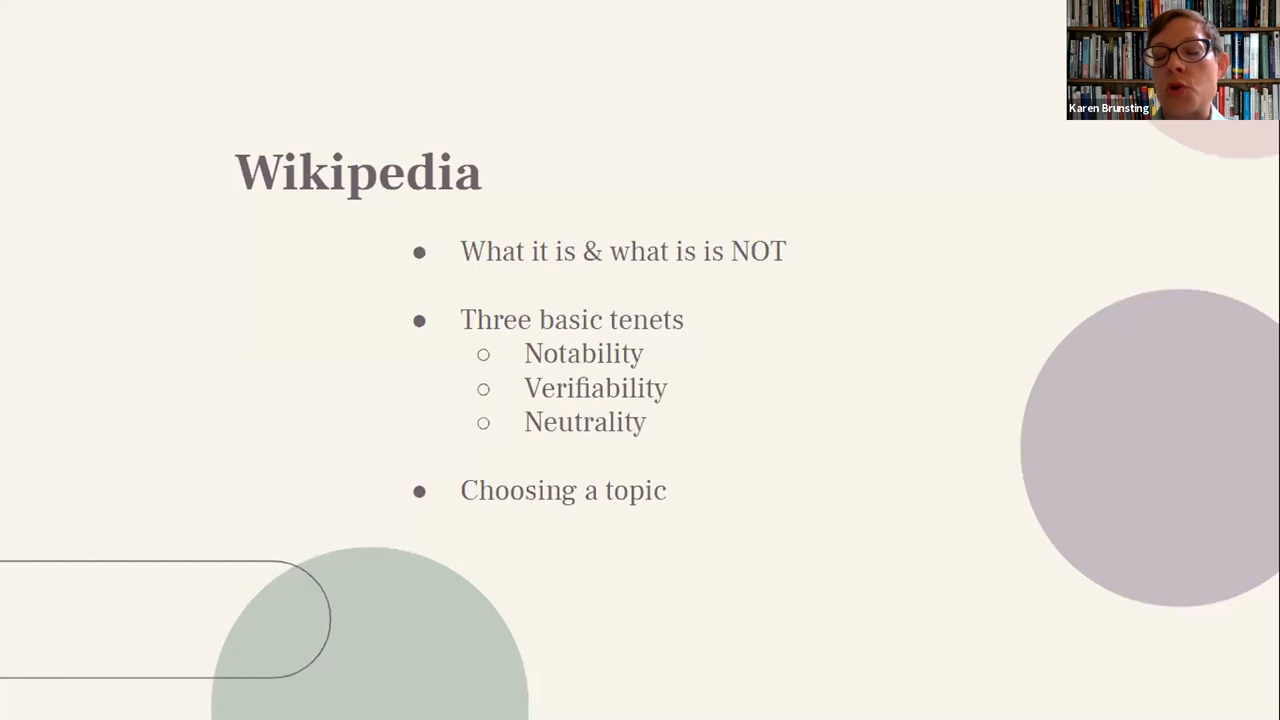 Karen Brunsting
Wikipedia
● What it is & what is is NOT
● Three basic tenets
○ Notability
○ Verifiability
○ Neutrality
● Choosing a topic